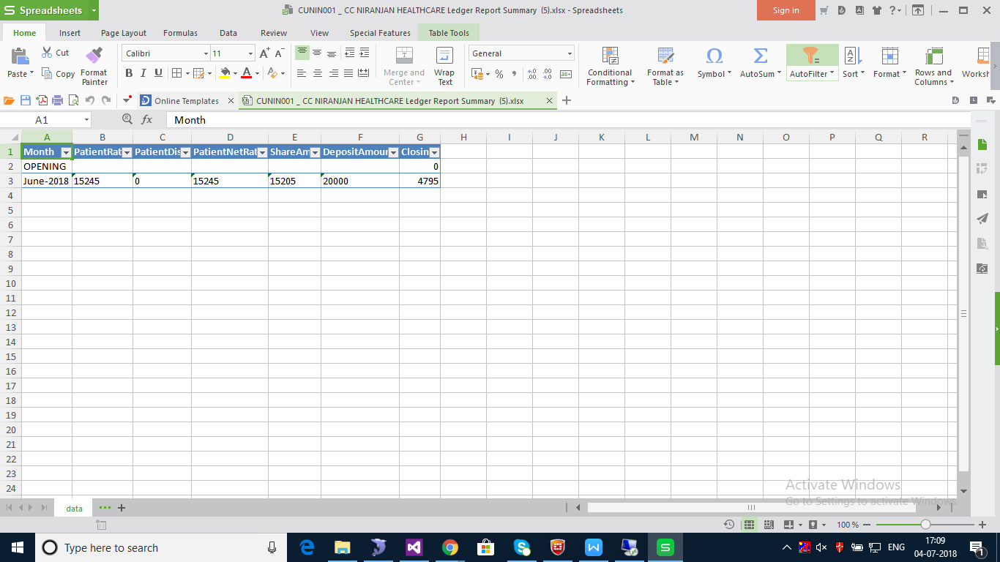 Spreadsheets
CUNIN001 _ CC NIRANJAN HEALTHCARE Ledger Report Summary (5).xlsx - Spreadsheets
Sign in
Home Insert Page Layout Formulas Data Review View Special Features Table Tools
Paste Cut Copy Format Painter
Calibri 11
B I U A
Merge and Center Wrap Text
General
Conditional Formatting Format as Table Symbol AutoSum AutoFilter Sort Format Rows and Columns Worksh
Online Templates
CUNIN001 _ CC NIRANJAN HEALTHCARE Ledger Report Summary (5).xlsx
A1 fx Month
A B C D E F G H I J K L M N O P Q R
1 Month PatientRat PatientDis PatientNetRat ShareAm DepositAmour Closin
2 OPENING 0
3 June-2018 15245 0 15245 15205 20000 4795
4
5
6
7
8
9
10
11
12
13
14
15
16
17
18
19
20
21
22
23
24
Activate Windows
Go to Settings to activate Windows.
data
100 %
Type here to search
ENG
17:09
04-07-2018
1